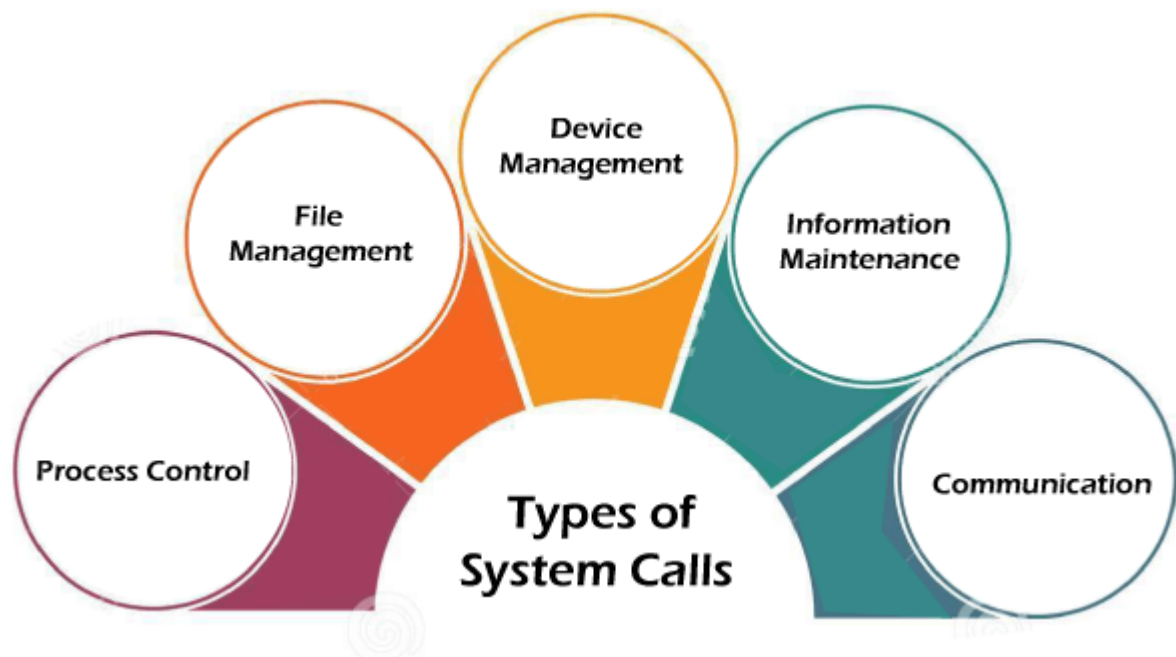 Process Control
File
Management
Device
Management
Information
Maintenance
Communication
Types of
System Calls